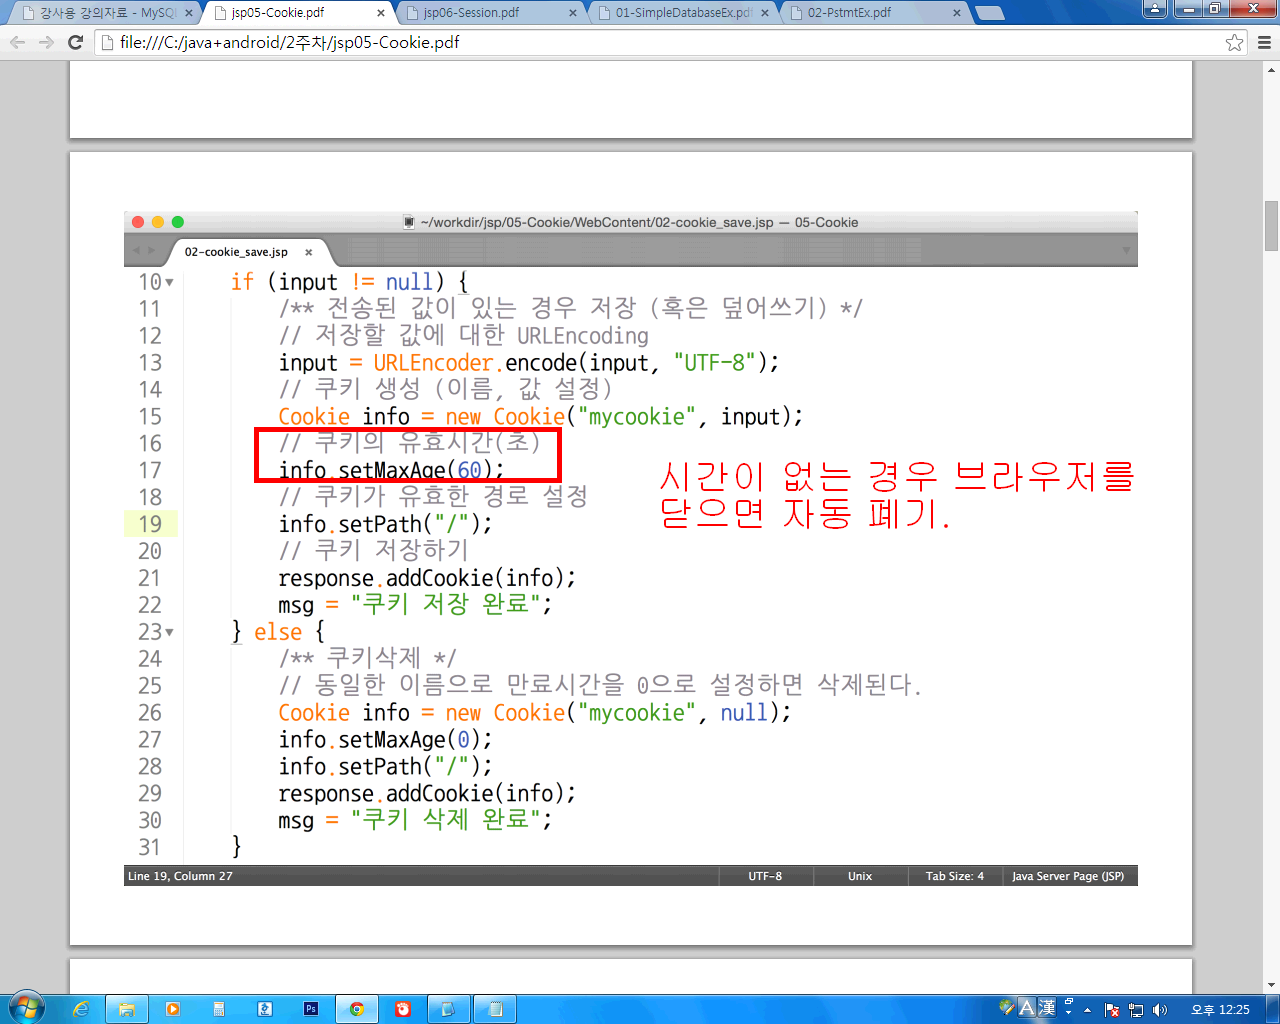 강사용 강의자료 - MySQL
jsp05-Cookie.pdf
jsp06-Session.pdf
01-SimpleDatabaseEx.pdf
02-PstmtEx.pdf
file:///C:/java+android/2주차/jsp05-Cookie.pdf
~/workdir/jsp/05-Cookie/WebContent/02-cookie_save.jsp — 05-Cookie
02-cookie_save.jsp
10 if (input != null) {
11 /** 전송된 값이 있는 경우 저장 (혹은 덮어쓰기) */
12 // 저장할 값에 대한 URLEncoding
13 input = URLEncoder.encode(input, "UTF-8");
14 // 쿠키 생성 (이름, 값 설정)
15 Cookie info = new Cookie("mycookie", input);
16 // 쿠키의 유효시간(초)
17 info.setMaxAge(60);
시간이 없는 경우 브라우저를
닫으면 자동 폐기.
18 // 쿠키가 유효한 경로 설정
19 info.setPath("/");
20 // 쿠키 저장하기
21 response.addCookie(info);
22 msg = "쿠키 저장 완료";
23 } else {
24 /** 쿠키삭제 */
25 // 동일한 이름으로 만료시간을 0으로 설정하면 삭제된다.
26 Cookie info = new Cookie("mycookie", null);
27 info.setMaxAge(0);
28 info.setPath("/");
29 response.addCookie(info);
30 msg = "쿠키 삭제 완료";
31 }
Line 19, Column 27
UTF-8
Unix
Tab Size: 4
Java Server Page (JSP)
Ps
A 漢
오후 12:25